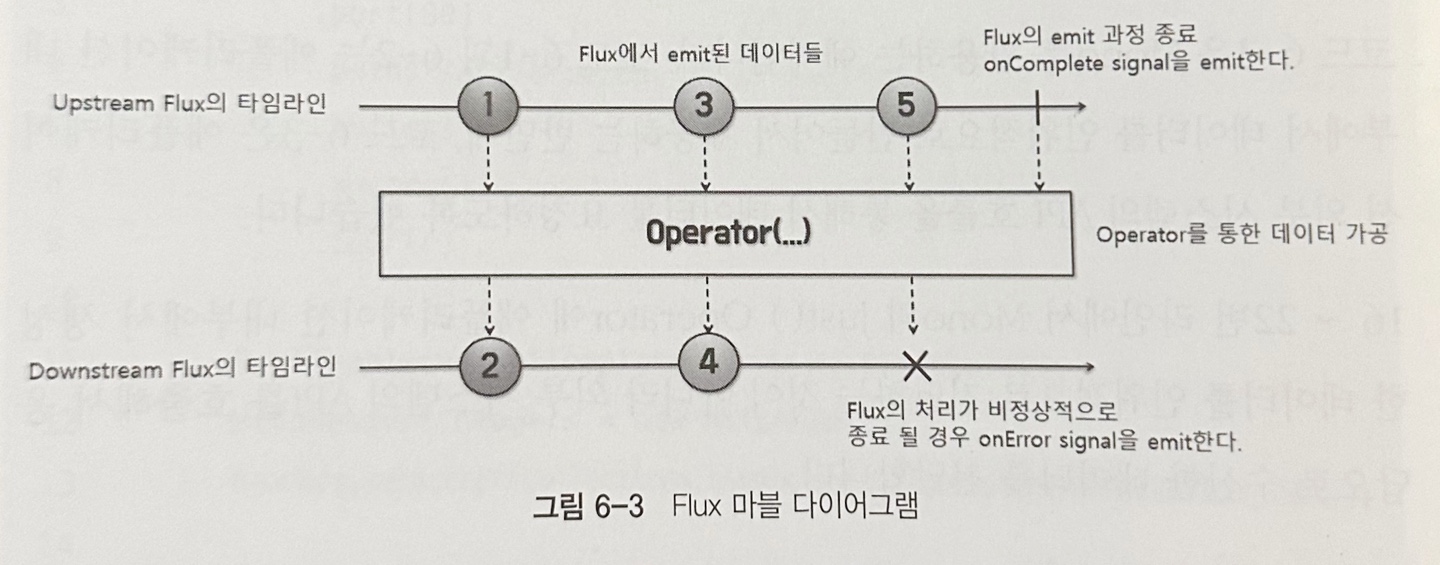 Flux에서 emit된 데이터들
Flux의 emit 과정 종료
onComplete signal을 emit한다.
Upstream Flux의 타임라인
1
3
5
Operator(...)
Operator를 통한 데이터 가공
Downstream Flux의 타임라인
2
4
Flux의 처리가 비정상적으로
종료 될 경우 onError signal을 emit한다.
그림 6-3 Flux 마블 다이어그램